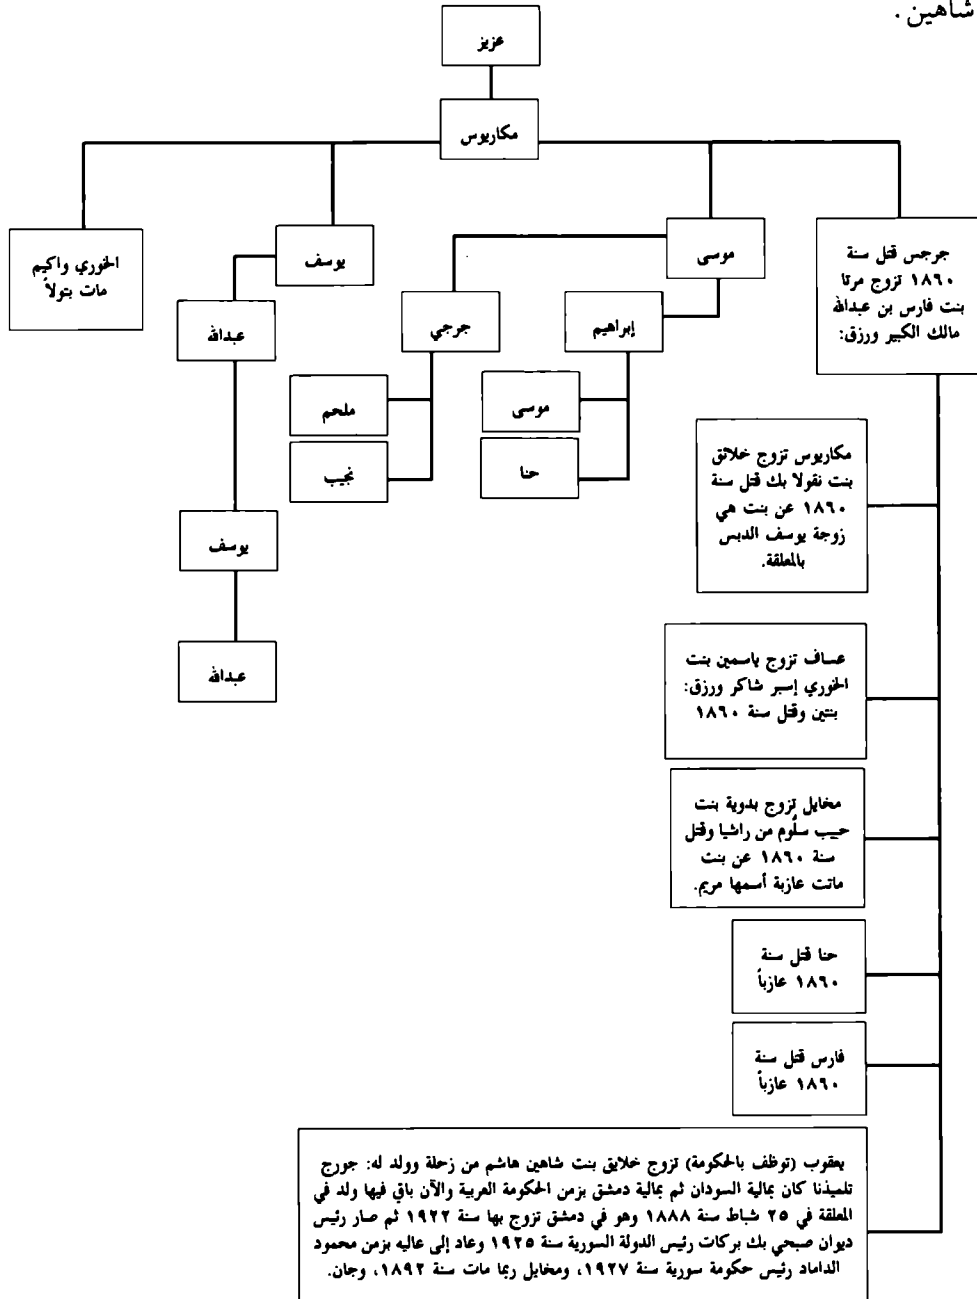 شاهين.
عزيز
مكاريوس
جرجس قتل سنة
١٨٦٠ تزوج مرتا
بنت فارس بن عبدالله
مالك الكبير ورزق:
موسى
يوسف
الخوري واكيم
مات بتولاً
إبراهيم
جرجي
عبدالله
موسى
حنا
ملحم
نجيب
يوسف
عبدالله
مكاريوس تزوج خلائق
بنت نقولا بك قتل سنة
١٨٦٠ عن بنت هي
زوجة يوسف الدبس
بالمعلقة.
عساف تزوج ياسمين بنت
الخوري إسبر شاكر ورزق:
بنتين وقتل سنة ١٨٦٠
مخايل تزوج بدوية بنت
حبيب سلّوم من راشيا وقتل
سنة ١٨٦٠ عن بنت
ماتت عازبة أسمها مريم.
حنا قتل سنة
١٨٦٠ عازباً
فارس قتل سنة
١٨٦٠ عازباً
يعقوب (توظف بالحكومة) تزوج خلايق بنت شاهين هاشم من زحلة وولد له: جورج
تلميذنا كان بمالية السودان ثم بمالية دمشق بزمن الحكومة العربية والآن باقٍ فيها ولد في
المعلقة في ٢٥ شباط سنة ١٨٨٨ وهو في دمشق تزوج بها سنة ١٩٢٢ ثم صار رئيس
ديوان صبحي بك بركات رئيس الدولة السورية سنة ١٩٢٥ وعاد إلى عاليه بزمن محمود
الداماد رئيس حكومة سورية سنة ١٩٢٧، ومخايل ربما مات سنة ١٨٩٢، وجان.